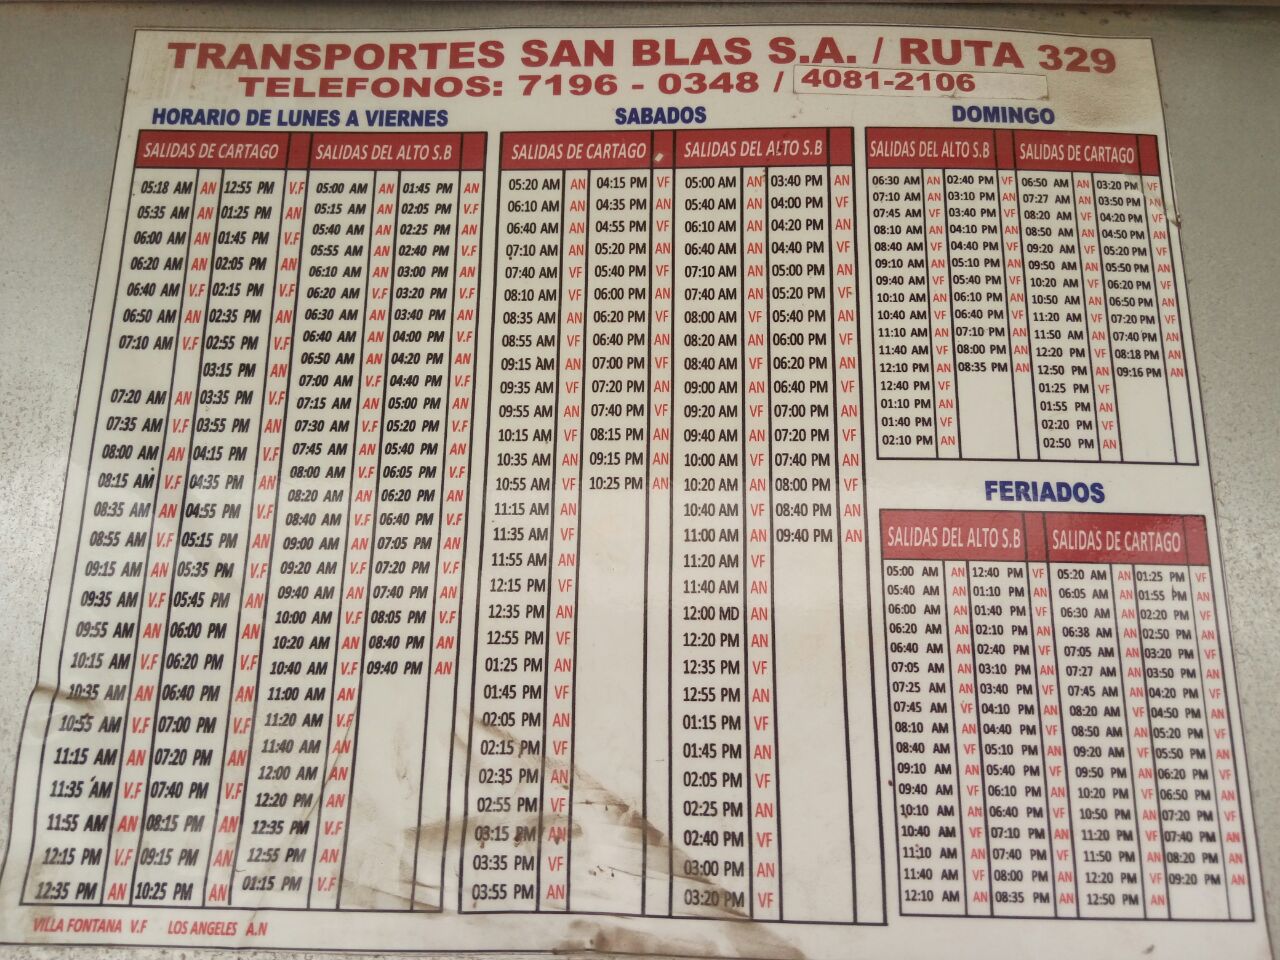 TRANSPORTES SAN BLAS S.A. / RUTA 329
TELEFONOS: 7196 - 0348 / 4081-2106
HORARIO DE LUNES A VIERNES
SALIDAS DE CARTAGO
05:18 AM AN 12:55 PM V.F
05:35 AM AN 01:25 PM AN
06:00 AM AN 01:45 PM V.F
06:20 AM AN 02:05 PM AN
06:40 AM V.F 02:15 PM V.F
06:50 AM AN 02:35 PM AN
07:10 AM V.F 02:55 PM V.F
03:15 PM AN
07:20 AM AN 03:35 PM V.F
07:35 AM V.F 03:55 PM AN
08:00 AM AN 04:15 PM V.F
08:15 AM V.F 04:35 PM AN
08:35 AM AN 04:55 PM V.F
08:55 AM V.F 05:15 PM AN
09:15 AM AN 05:35 PM V.F
09:35 AM V.F 05:45 PM AN
09:55 AM AN 06:00 PM AN
10:15 AM V.F 06:20 PM V.F
10:35 AM AN 06:40 PM AN
10:55 AM V.F 07:00 PM V.F
11:15 AM AN 07:20 PM AN
11:35 AM V.F 07:40 PM V.F
11:55 AM AN 08:15 PM AN
12:15 PM V.F 09:15 PM AN
12:35 PM AN 10:25 PM AN
SALIDAS DEL ALTO S.B
05:00 AM AN 01:45 PM AN
05:15 AM AN 02:05 PM V.F
05:40 AM AN 02:25 PM AN
05:55 AM AN 02:40 PM V.F
06:10 AM AN 03:00 PM AN
06:20 AM V.F 03:20 PM V.F
06:30 AM AN 03:40 PM AN
06:40 AM V.F 04:00 PM V.F
06:50 AM AN 04:20 PM AN
07:00 AM V.F 04:40 PM V.F
07:15 AM AN 05:00 PM AN
07:30 AM V.F 05:20 PM V.F
07:45 AM AN 05:40 PM AN
08:00 AM V.F 06:05 PM V.F
08:20 AM AN 06:20 PM AN
08:40 AM V.F 06:40 PM V.F
09:00 AM AN 07:05 PM AN
09:20 AM V.F 07:20 PM V.F
09:40 AM AN 07:40 PM AN
10:00 AM V.F 08:05 PM V.F
10:20 AM AN 08:40 PM AN
10:40 AM V.F 09:40 PM AN
11:00 AM AN
11:20 AM V.F
11:40 AM AN
12:00 AM AN
12:20 PM AN
12:35 PM V.F
12:55 PM AN
01:15 PM V.F
SABADOS
SALIDAS DE CARTAGO
05:20 AM AN 04:15 PM VF
06:10 AM AN 04:35 PM AN
06:40 AM AN 04:55 PM VF
07:10 AM AN 05:20 PM AN
07:40 AM VF 05:40 PM VF
08:10 AM VF 06:00 PM AN
08:35 AM AN 06:20 PM VF
08:55 AM VF 06:40 PM AN
09:15 AM AN 07:00 PM VF
09:35 AM VF 07:20 PM AN
09:55 AM AN 07:40 PM VF
10:15 AM VF 08:15 PM AN
10:35 AM AN 09:15 PM AN
10:55 AM VF 10:25 PM AN
11:15 AM AN
11:35 AM VF
11:55 AM AN
12:15 PM VF
12:35 PM AN
12:55 PM VF
01:25 PM AN
01:45 PM VF
02:05 PM AN
02:15 PM VF
02:35 PM AN
02:55 PM VF
03:15 PM AN
03:35 PM VF
03:55 PM AN
SALIDAS DEL ALTO S.B
05:00 AM AN 03:40 PM AN
05:40 AM AN 04:00 PM VF
06:10 AM AN 04:20 PM AN
06:40 AM AN 04:40 PM VF
07:10 AM AN 05:00 PM AN
07:40 AM AN 05:20 PM VF
08:00 AM VF 05:40 PM AN
08:20 AM AN 06:00 PM VF
08:40 AM VF 06:20 PM AN
09:00 AM AN 06:40 PM VF
09:20 AM VF 07:00 PM AN
09:40 AM AN 07:20 PM VF
10:00 AM VF 07:40 PM AN
10:20 AM AN 08:00 PM VF
10:40 AM VF 08:40 PM AN
11:00 AM AN 09:40 PM AN
11:20 AM VF
11:40 AM AN
12:00 MD AN
12:20 PM AN
12:35 PM VF
12:55 PM AN
01:15 PM VF
01:45 PM AN
02:05 PM VF
02:25 PM AN
02:40 PM VF
03:00 PM AN
03:20 PM VF
DOMINGO
SALIDAS DEL ALTO S.B
06:30 AM AN 02:40 PM VF
07:10 AM AN 03:10 PM AN
07:45 AM VF 03:40 PM VF
08:10 AM AN 04:10 PM AN
08:40 AM VF 04:40 PM VF
09:10 AM AN 05:10 PM AN
09:40 AM VF 05:40 PM VF
10:10 AM AN 06:10 PM AN
10:40 AM VF 06:40 PM VF
11:10 AM AN 07:10 PM AN
11:40 AM VF 08:00 PM VF
12:10 PM AN 08:35 PM AN
12:40 PM VF
01:10 PM AN
01:40 PM VF
02:10 PM AN
SALIDAS DE CARTAGO
06:50 AM AN 03:20 PM VF
07:27 AM AN 03:50 PM AN
08:20 AM VF 04:20 PM VF
08:50 AM AN 04:50 PM AN
09:20 AM VF 05:20 PM VF
09:50 AM AN 05:50 PM AN
10:20 AM VF 06:20 PM VF
10:50 AM AN 06:50 PM AN
11:20 AM VF 07:20 PM VF
11:50 AM AN 07:40 PM VF
12:20 PM VF 08:18 PM AN
12:50 PM AN 09:16 PM AN
01:25 PM VF
01:55 PM AN
02:20 PM VF
02:50 PM AN
FERIADOS
SALIDAS DEL ALTO S.B
05:00 AM AN 12:40 PM VF
05:40 AM AN 01:10 PM AN
06:00 AM AN 01:40 PM VF
06:20 AM AN 02:10 PM AN
06:40 AM VF 02:40 PM VF
07:05 AM AN 03:10 PM AN
07:25 AM AN 03:40 PM VF
07:45 AM VF 04:10 PM AN
08:10 AM AN 04:40 PM VF
08:40 AM VF 05:10 PM AN
09:10 AM AN 05:40 PM VF
09:40 AM VF 06:10 PM AN
10:10 AM AN 06:40 PM VF
10:40 AM VF 07:10 PM AN
11:10 AM AN 07:40 PM VF
11:40 AM VF 08:00 PM AN
12:10 AM AN 08:35 PM AN
SALIDAS DE CARTAGO
05:20 AM AN 01:25 PM VF
06:05 AM AN 01:55 PM AN
06:30 AM AN 02:20 PM VF
06:38 AM AN 02:50 PM AN
07:05 AM AN 03:20 PM VF
07:27 AM AN 03:50 PM AN
07:45 AM AN 04:20 PM VF
08:20 AM VF 04:50 PM AN
08:50 AM AN 05:20 PM VF
09:20 AM VF 05:50 PM AN
09:50 PM AN 06:20 PM VF
10:20 PM VF 06:50 PM AN
10:50 PM AN 07:20 PM VF
11:20 PM VF 07:40 PM AN
11:50 PM AN 08:20 PM AN
12:20 PM VF 09:20 PM AN
12:50 PM AN
VILLA FONTANA V.F LOS ANGELES A.N